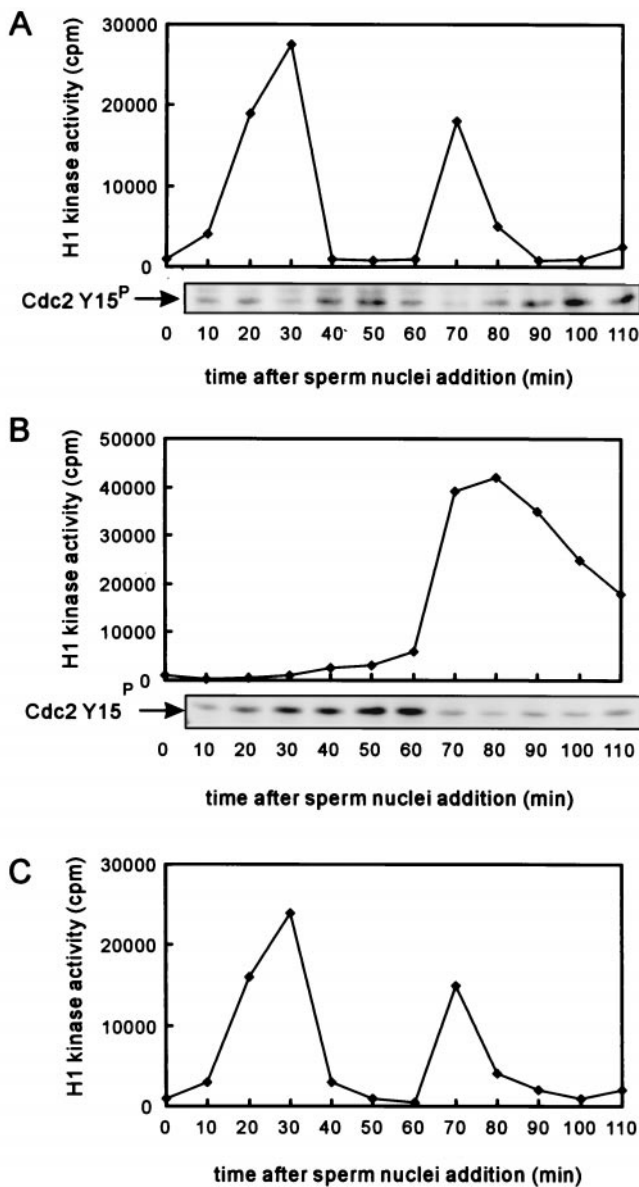 A
H1 kinase activity (cpm)
30000
20000
10000
0
Cdc2 Y15P
0 10 20 30 40 50 60 70 80 90 100 110
time after sperm nuclei addition (min)
B
H1 kinase activity (cpm)
50000
40000
30000
20000
10000
0
P
Cdc2 Y15
0 10 20 30 40 50 60 70 80 90 100 110
time after sperm nuclei addition (min)
C
H1 kinase activity (cpm)
30000
20000
10000
0
0 10 20 30 40 50 60 70 80 90 100 110
time after sperm nuclei addition (min)